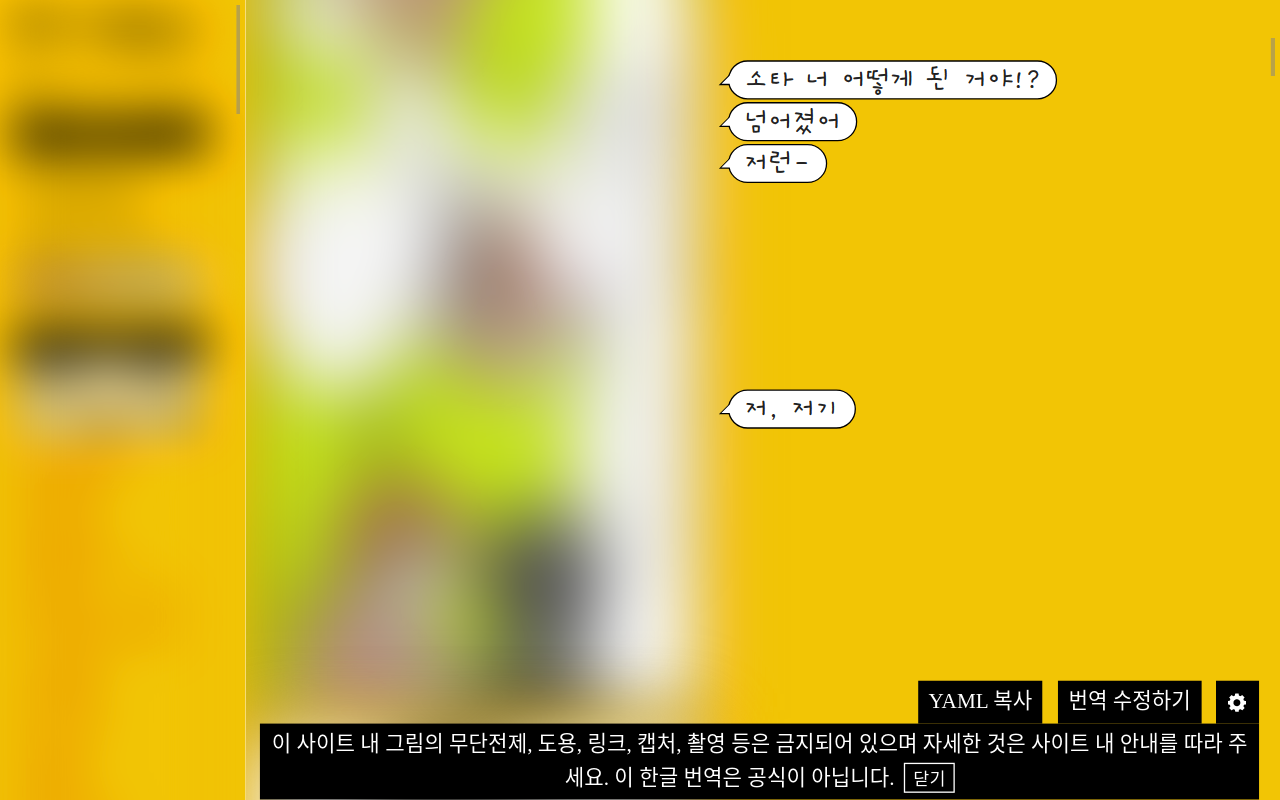 소타 너 어떻게 된 거야!?
넘어졌어
저런-
저, 저기
YAML 복사
번역 수정하기
이 사이트 내 그림의 무단전제, 도용, 링크, 캡처, 촬영 등은 금지되어 있으며 자세한 것은 사이트 내 안내를 따라 주
세요. 이 한글 번역은 공식이 아닙니다. 닫기